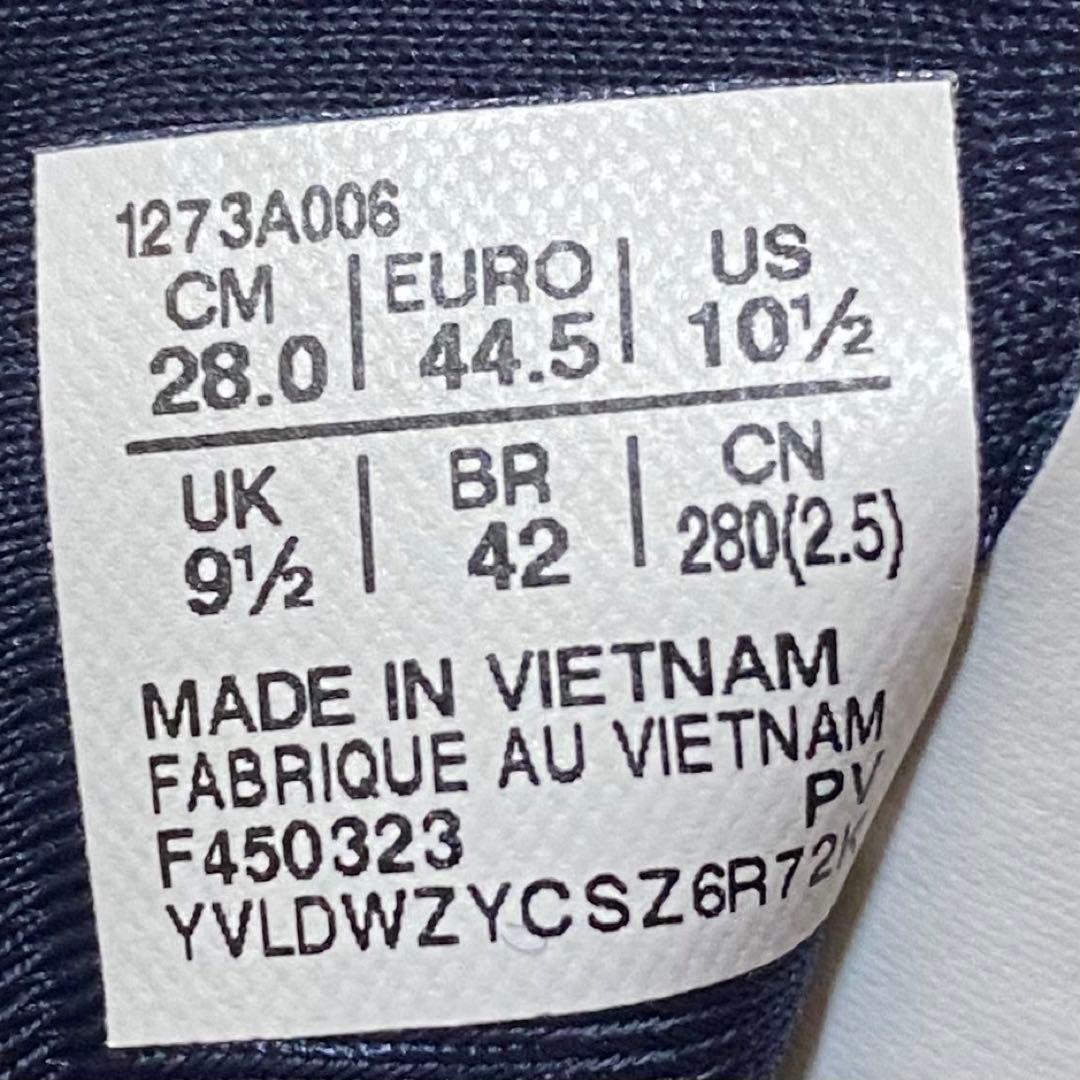 1273A006
CM | EURO | US
28.0 | 44.5 | 10½
UK | BR | CN
9½ | 42 | 280(2.5)
MADE IN VIETNAM
FABRIQUE AU VIETNAM
PV
F450323
YVLDWZYCSZ6R72K